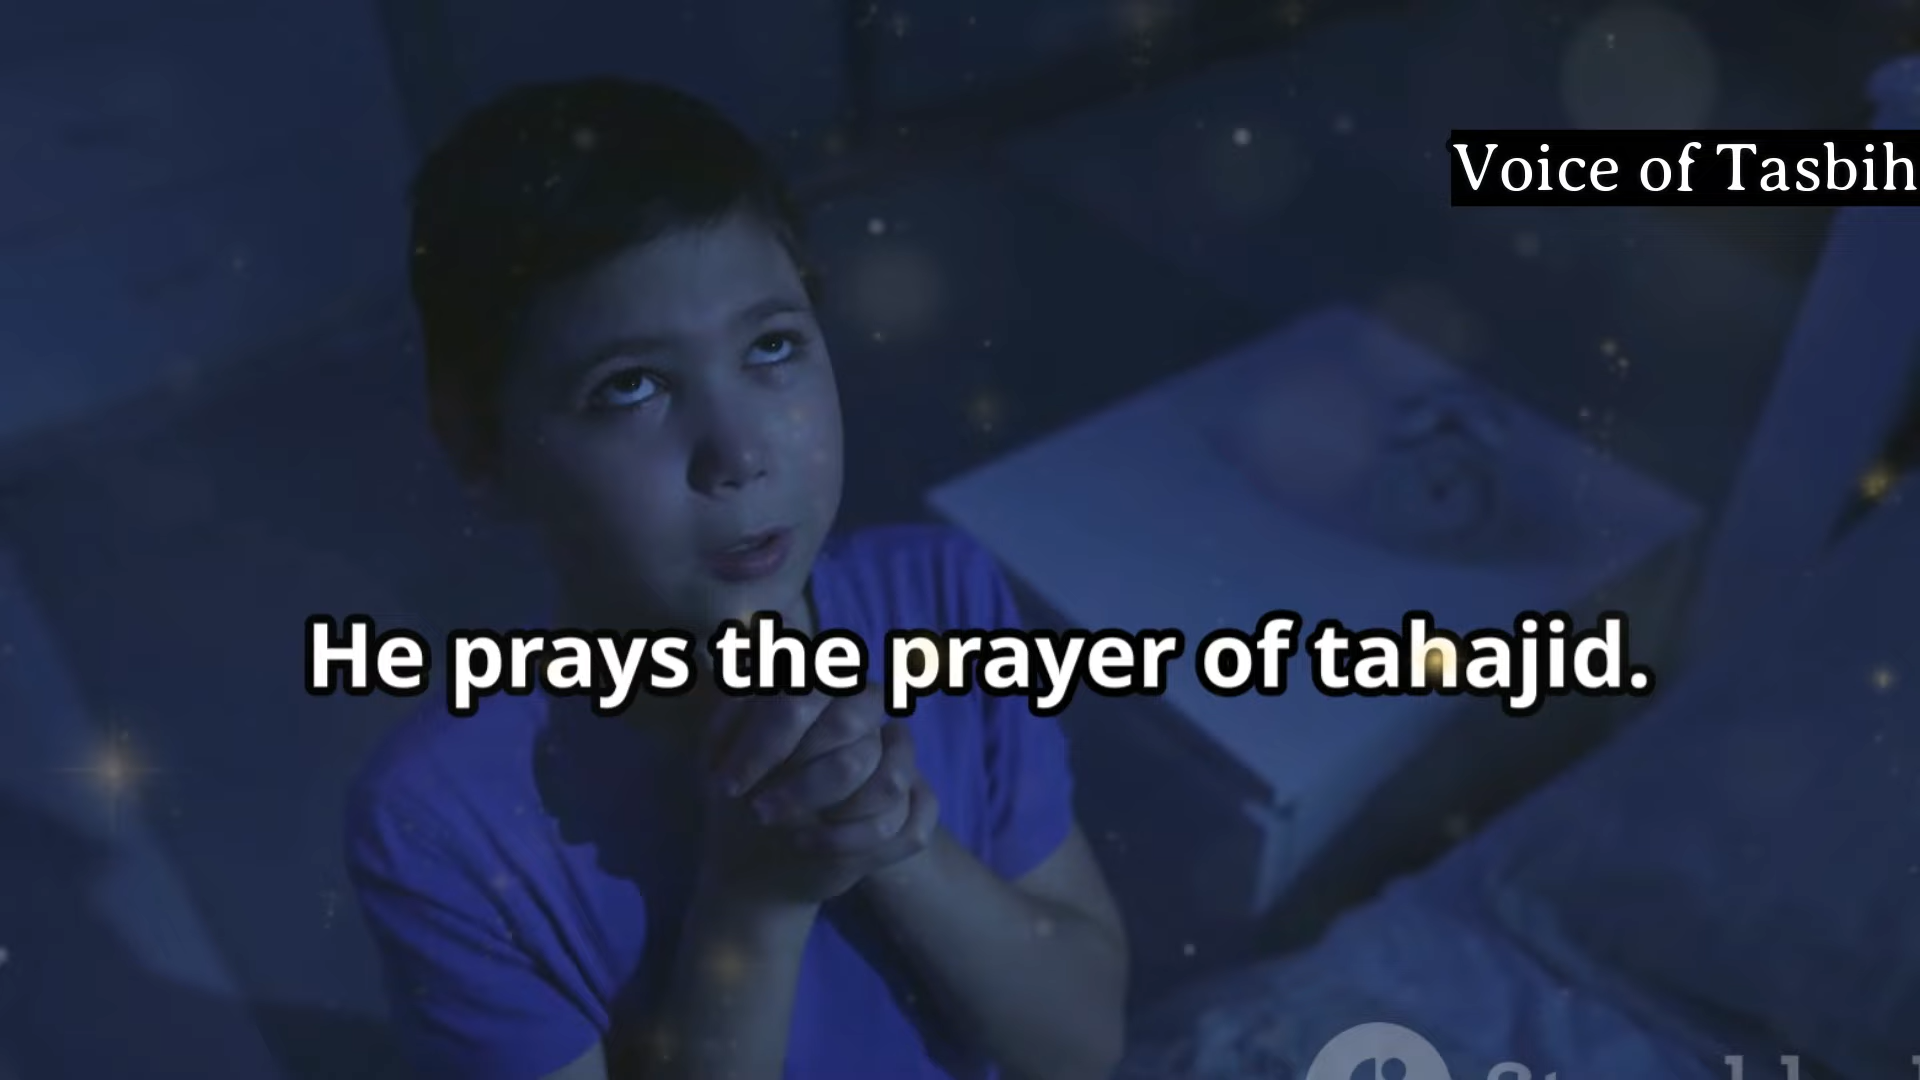 Voice of Tasbih
He prays the prayer of tahajid.